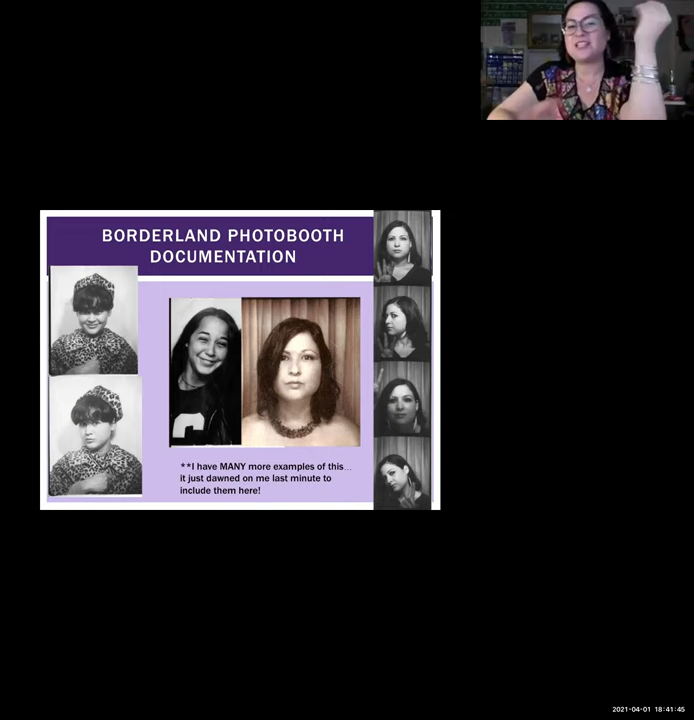 BORDERLAND PHOTOBOOTH
DOCUMENTATION
**I have MANY more examples of this...
it just dawned on me last minute to
include them here!
2021-04-01 18:41:45